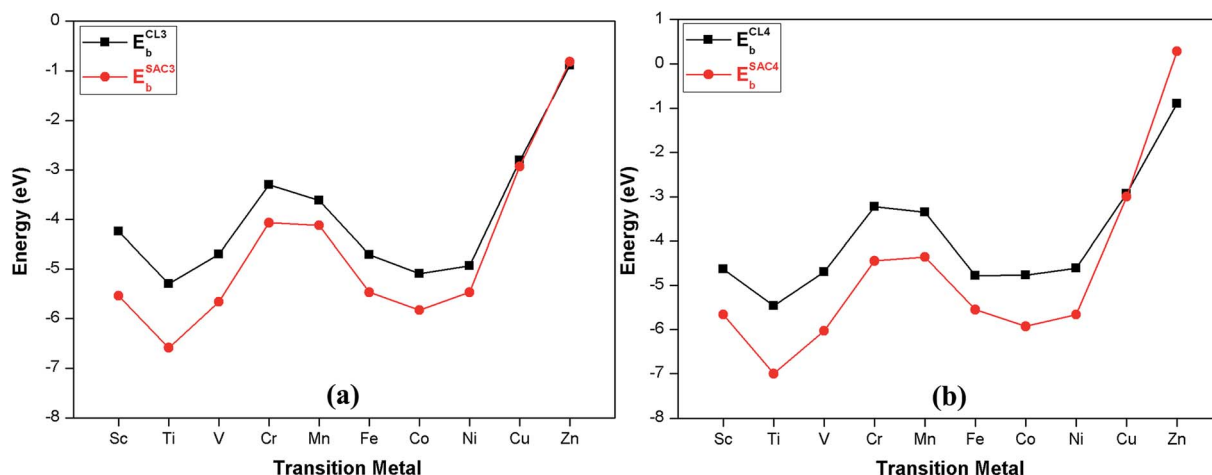 0
-1
-2
-3
-4
-5
-6
-7
-8
Energy (eV)
E_b^CL3
E_b^SAC3
(a)
Sc Ti V Cr Mn Fe Co Ni Cu Zn
Transition Metal
1
0
-1
-2
-3
-4
-5
-6
-7
-8
Energy (eV)
E_b^CL4
E_b^SAC4
(b)
Sc Ti V Cr Mn Fe Co Ni Cu Zn
Transition Metal